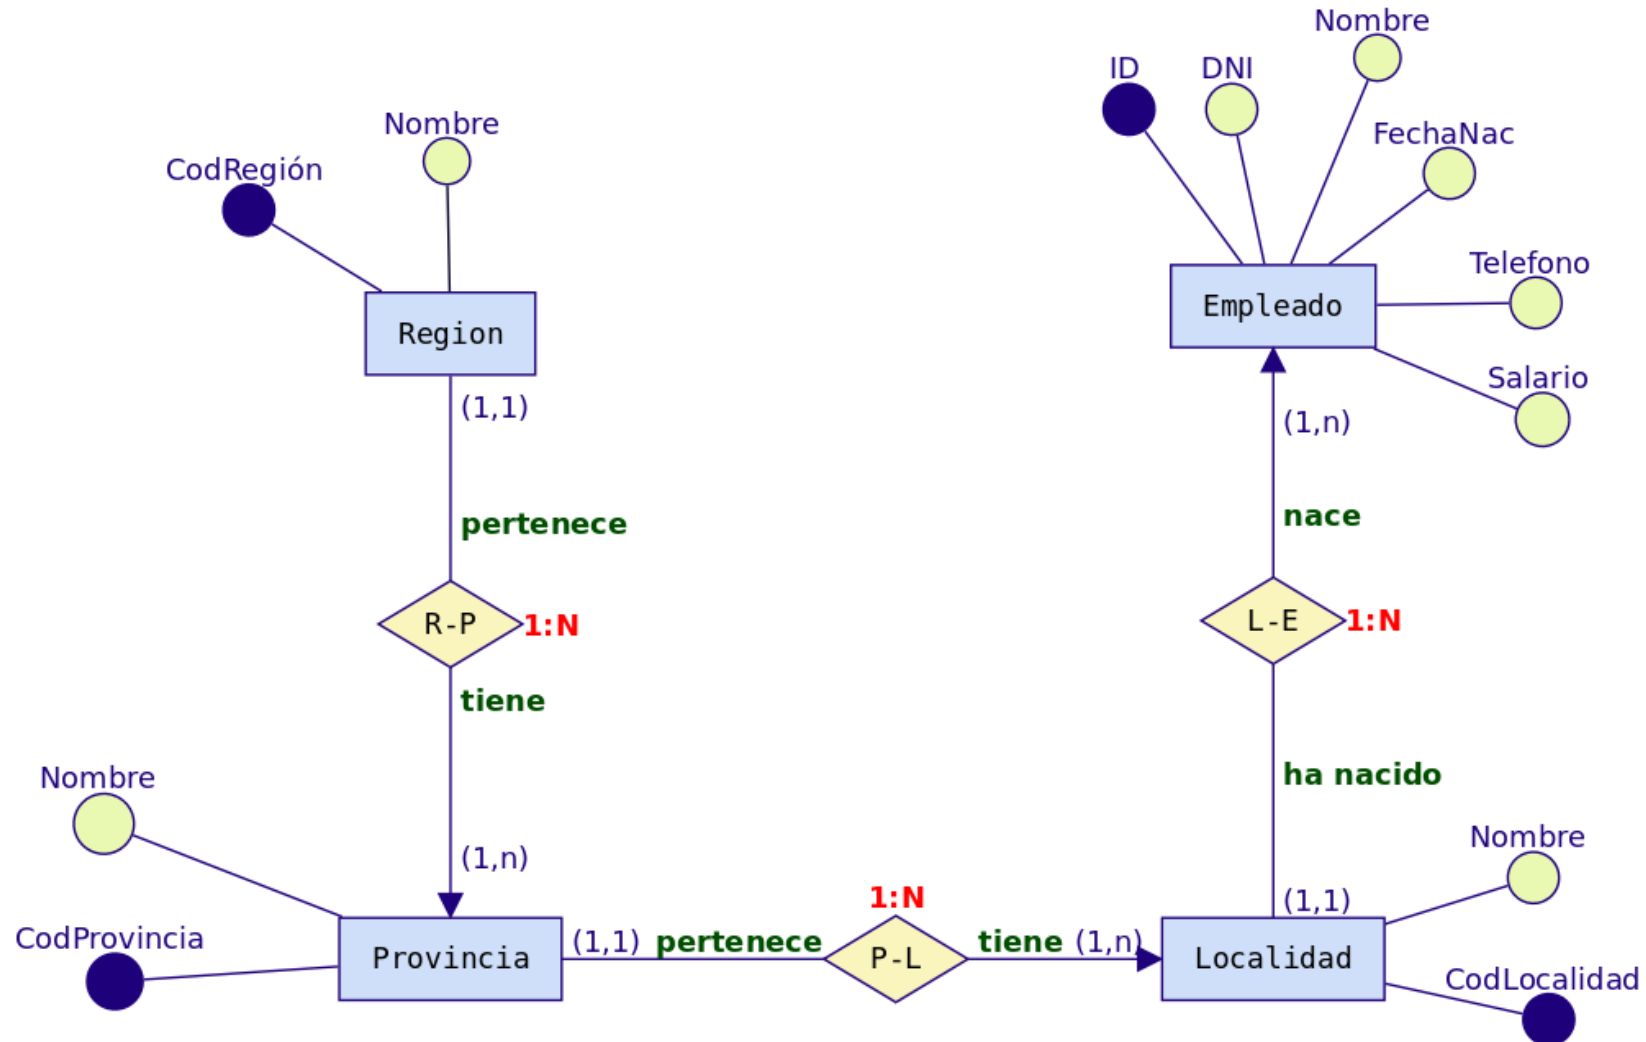 Nombre
ID
DNI
Nombre
FechaNac
CodRegión
Telefono
Empleado
Region
Salario
(1,1)
(1,n)
pertenece
nace
R-P
1:N
L-E
1:N
tiene
ha nacido
Nombre
Nombre
(1,n)
1:N
(1,1)
CodProvincia
Provincia
(1,1)
pertenece
P-L
tiene
(1,n)
Localidad
CodLocalidad